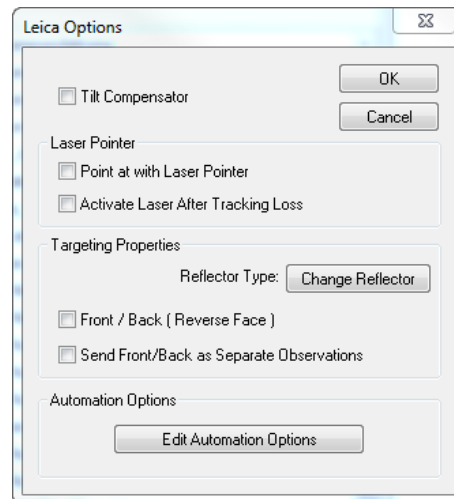 Leica Options
Tilt Compensator
OK
Cancel
Laser Pointer
Point at with Laser Pointer
Activate Laser After Tracking Loss
Targeting Properties
Reflector Type: Change Reflector
Front / Back ( Reverse Face )
Send Front/Back as Separate Observations
Automation Options
Edit Automation Options